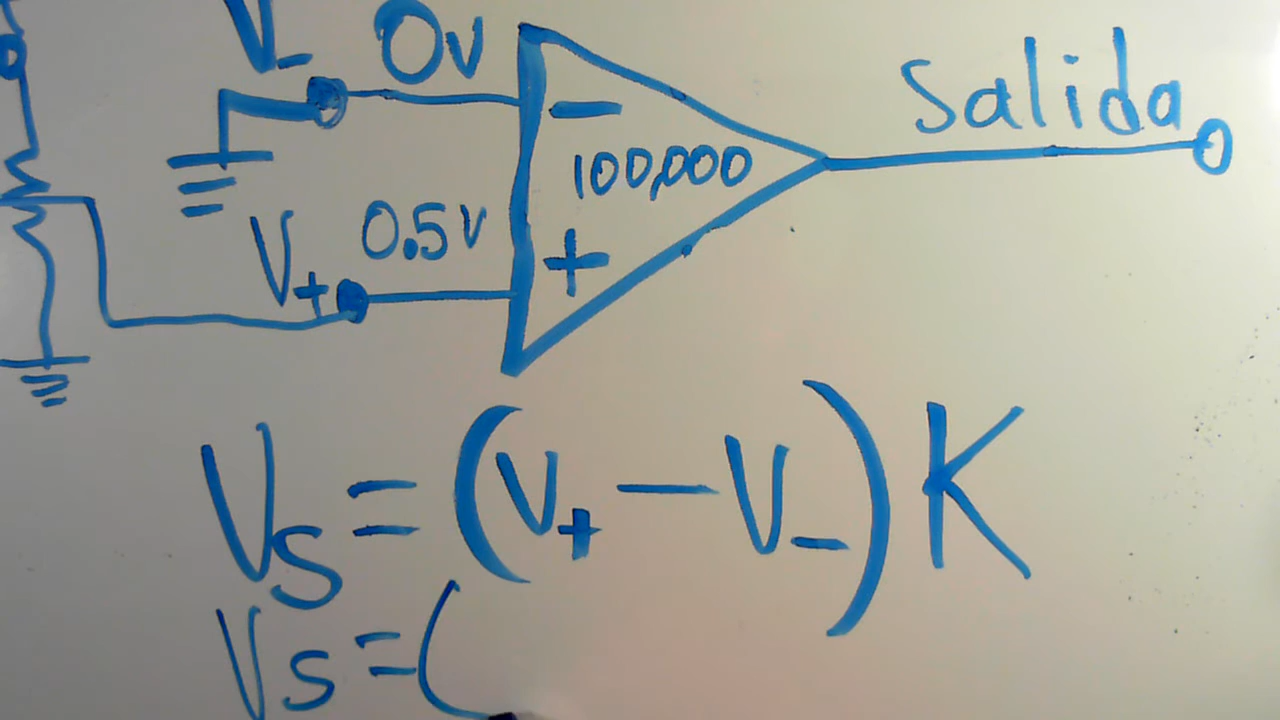 V- 0v
Salida
- 100,000
V+ 0.5V
+
Vs = (V+ - V-) K
Vs = (